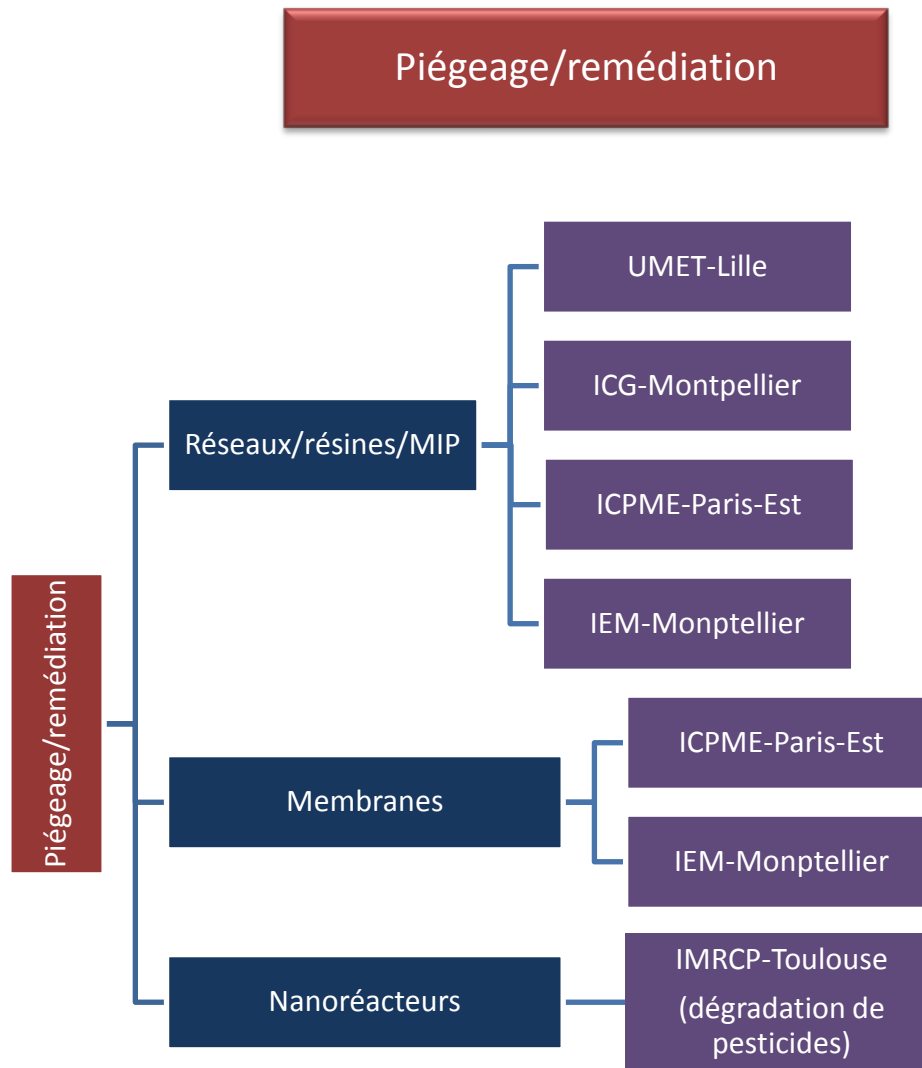 Piégeage/remédiation
Piégeage/remédiation
Réseaux/résines/MIP
UMET-Lille
ICG-Montpellier
ICPME-Paris-Est
IEM-Monptellier
Membranes
ICPME-Paris-Est
IEM-Monptellier
Nanoréacteurs
IMRCP-Toulouse
(dégradation de
pesticides)